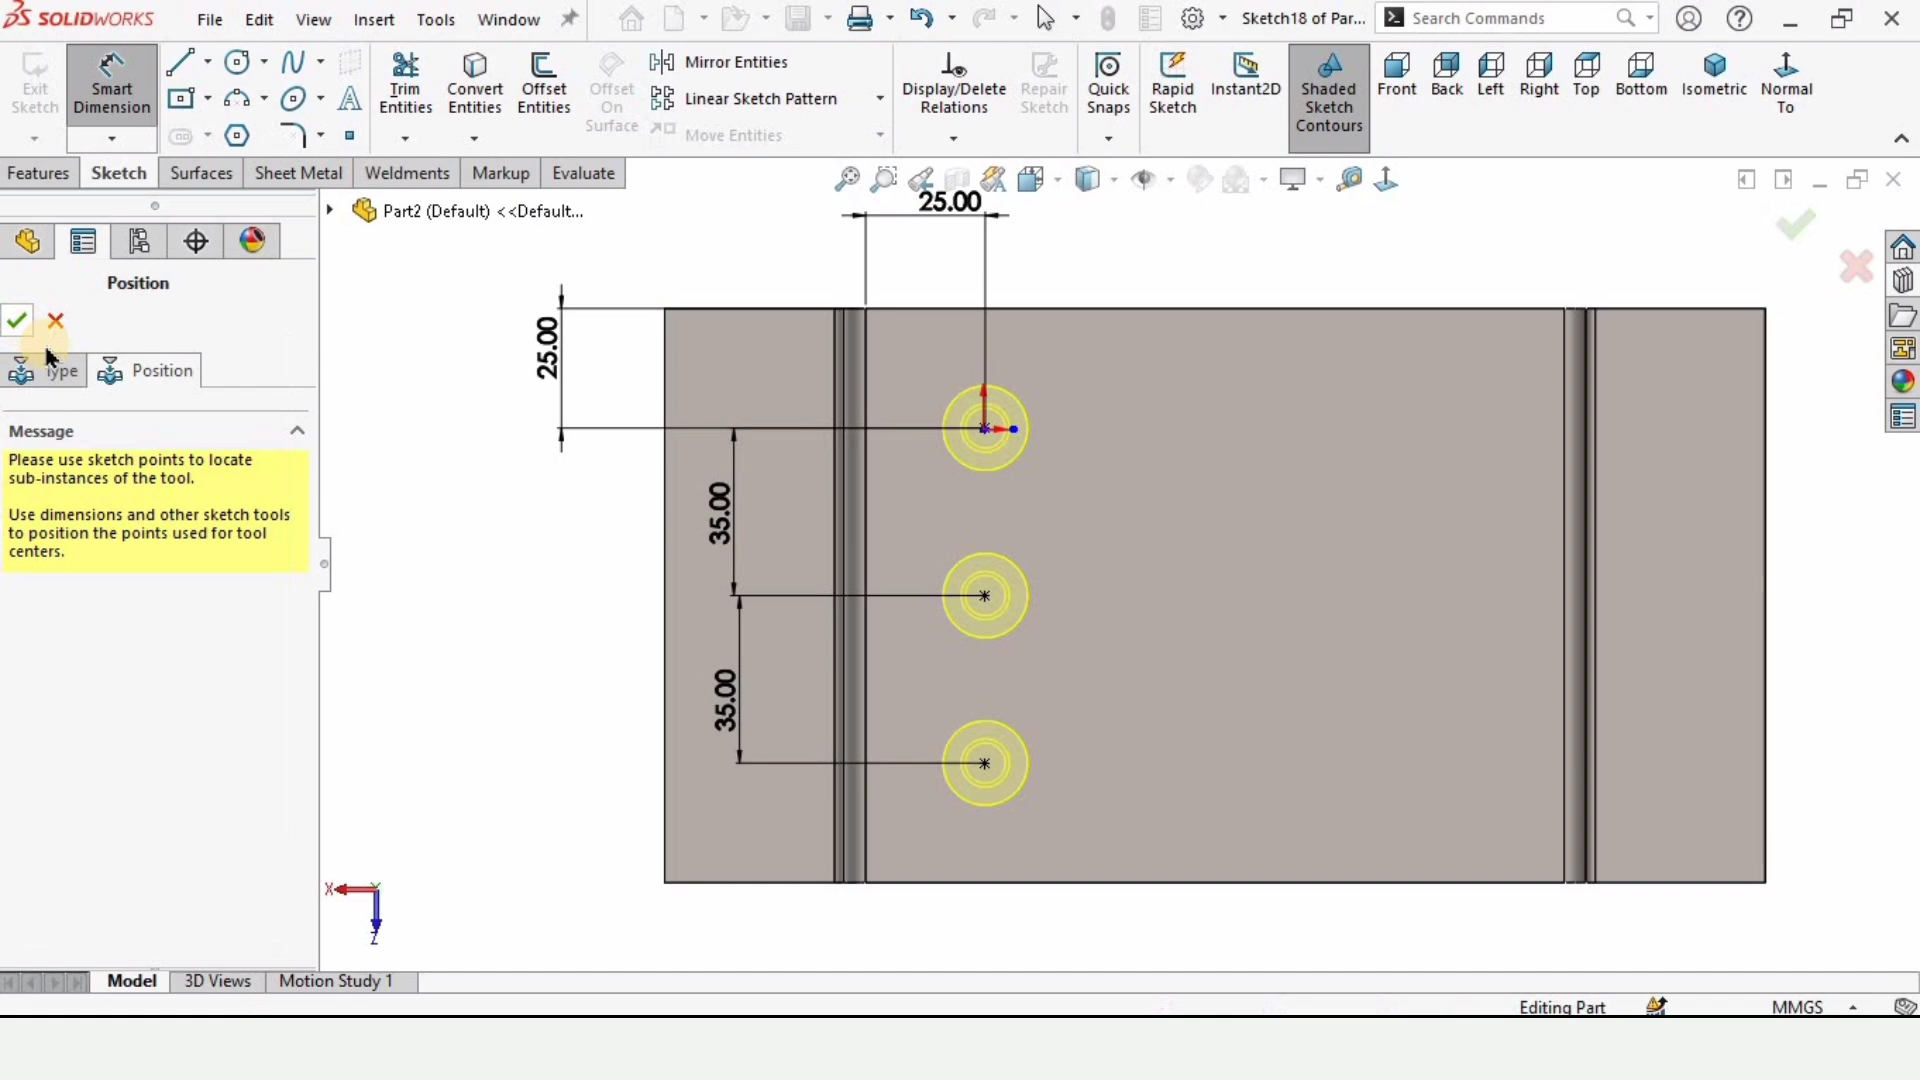 SOLIDWORKS File Edit View Insert Tools Window Sketch18 of Par... Search Commands
Exit Sketch
Smart Dimension
Trim Entities
Convert Entities
Offset Entities
Offset On Surface
Mirror Entities
Linear Sketch Pattern
Move Entities
Display/Delete Relations
Repair Sketch
Quick Snaps
Rapid Sketch
Instant2D
Shaded Sketch Contours
Front
Back
Left
Right
Top
Bottom
Isometric
Normal To
Features Sketch Surfaces Sheet Metal Weldments Markup Evaluate
Part2 (Default) <<Default...
Position
Type Position
Message
Please use sketch points to locate
sub-instances of the tool.
Use dimensions and other sketch tools
to position the points used for tool
centers.
25.00
25.00
35.00
35.00
X
Y
Z
Model 3D Views Motion Study 1
Editing Part MMGS